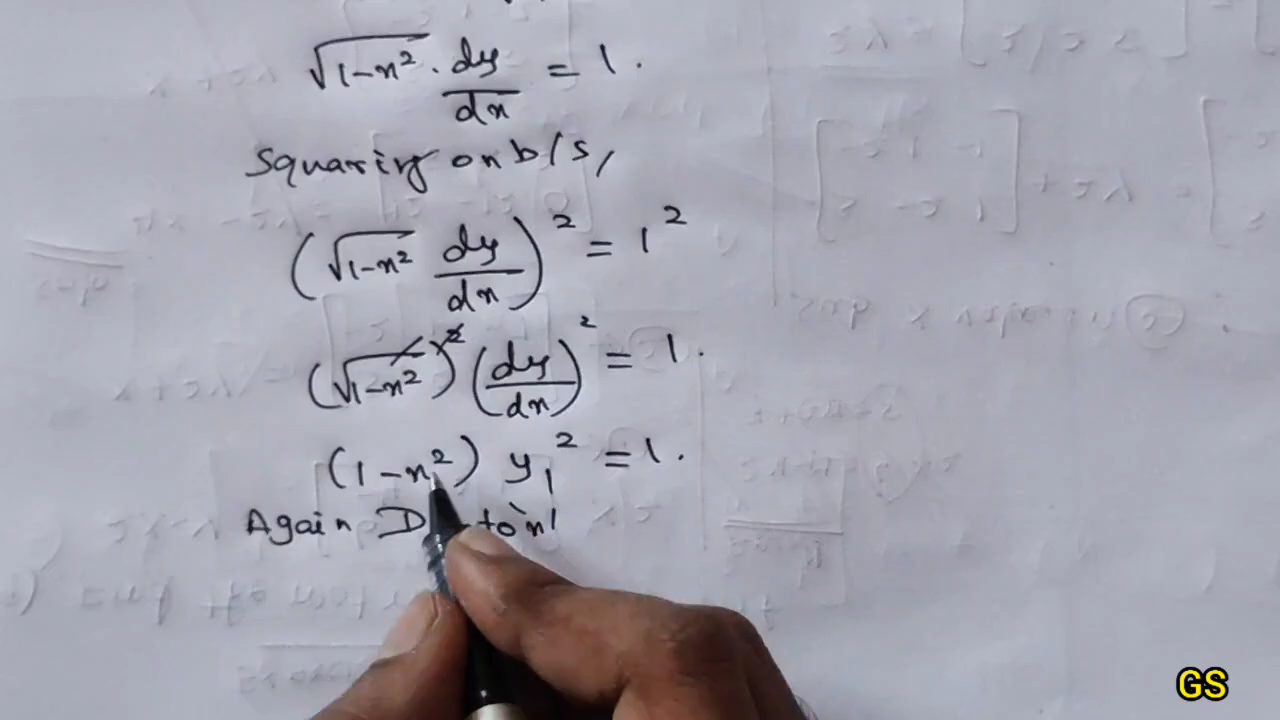 √1-x² · dy/dx = 1.
Squaring on b/s,
(√1-x² dy/dx)² = 1²
(√1-x²)² (dy/dx)² = 1.
(1-x²) y₁² = 1.
Again D to 'x'
GS